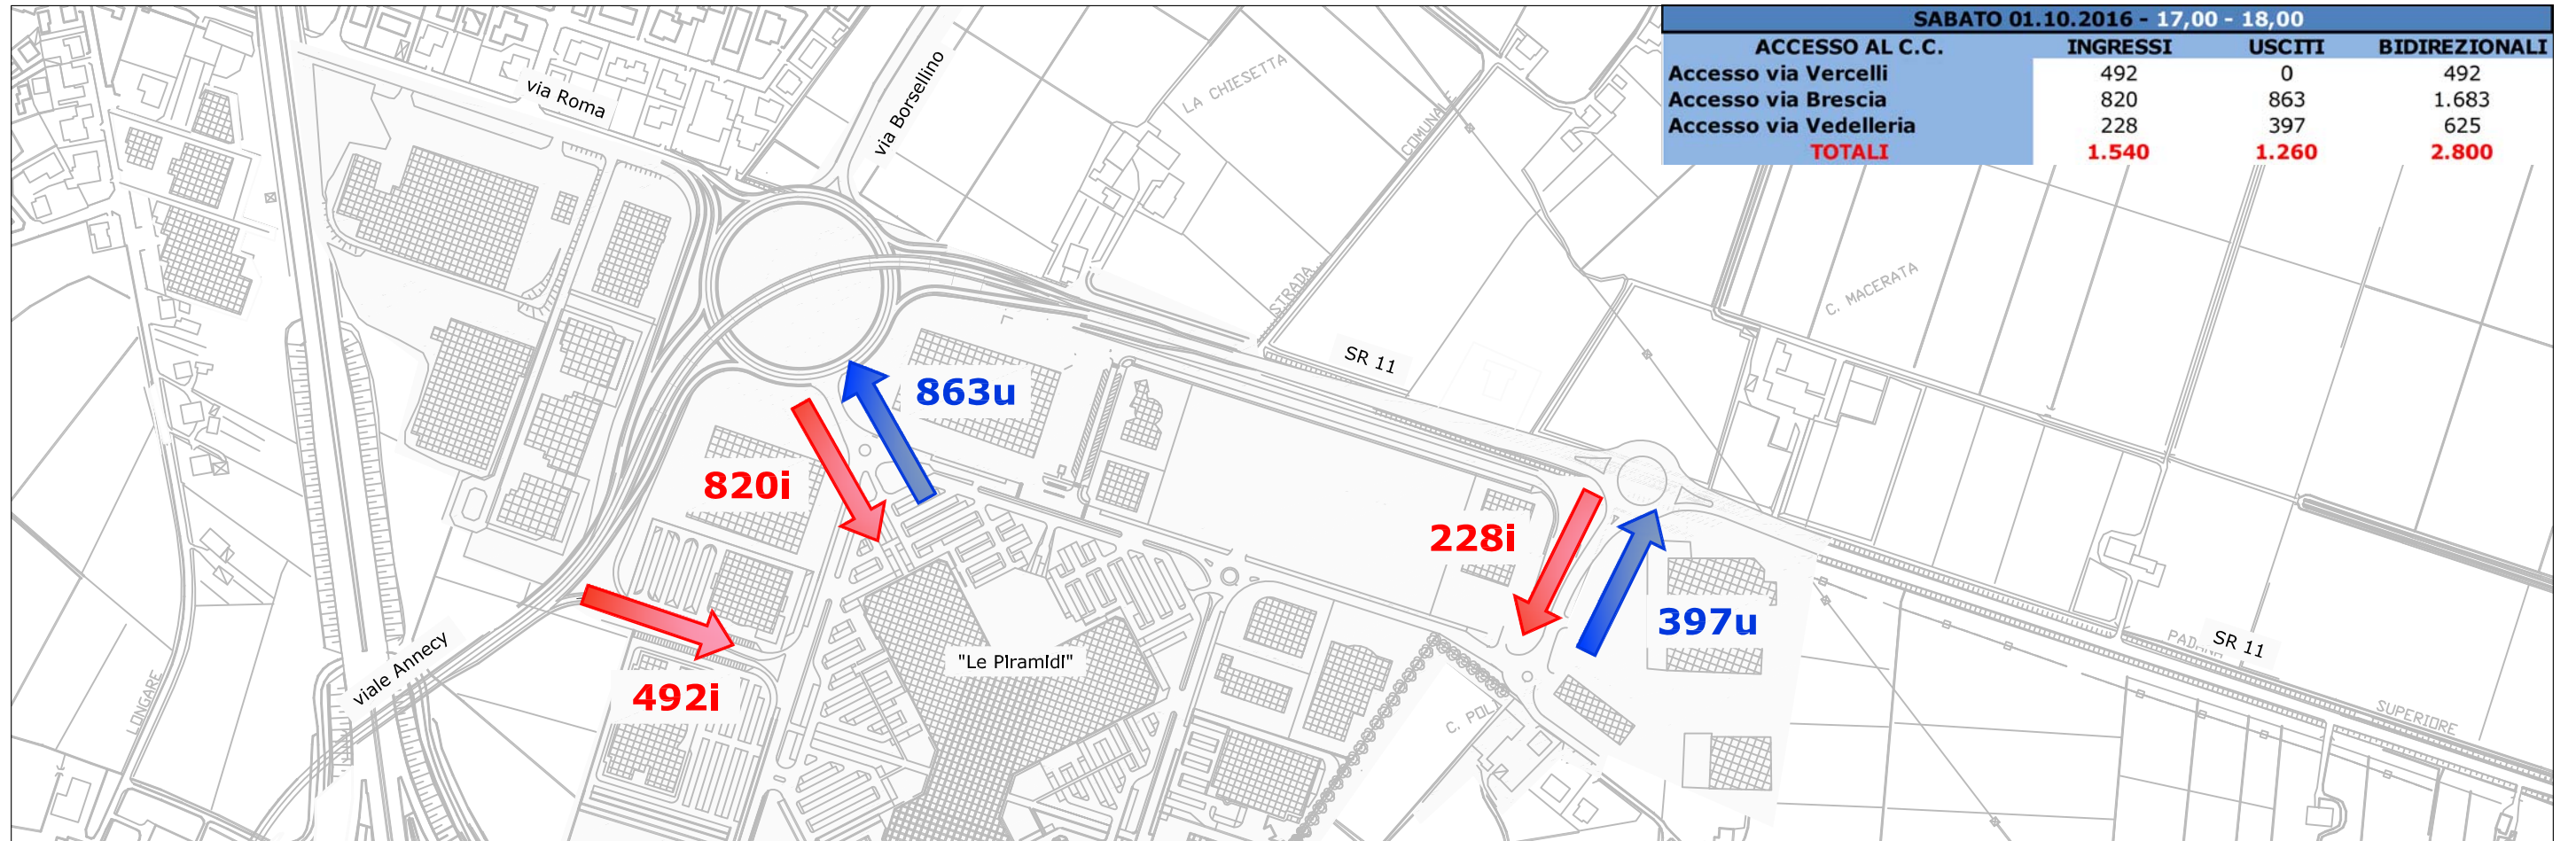 SABATO 01.10.2016 - 17,00 - 18,00
ACCESSO AL C.C. INGRESSI USCITI BIDIREZIONALI
Accesso via Vercelli 492 0 492
Accesso via Brescia 820 863 1.683
Accesso via Vedelleria 228 397 625
TOTALI 1.540 1.260 2.800
via Roma
via Borsellino
LA CHIESETTA
COMUNALE
STRADA
C. MACERATA
SR 11
863u
820i
228i
397u
492i
"Le Piramidi"
viale Annecy
LONGARE
C. POL
PADANA
SR 11
SUPERIORE